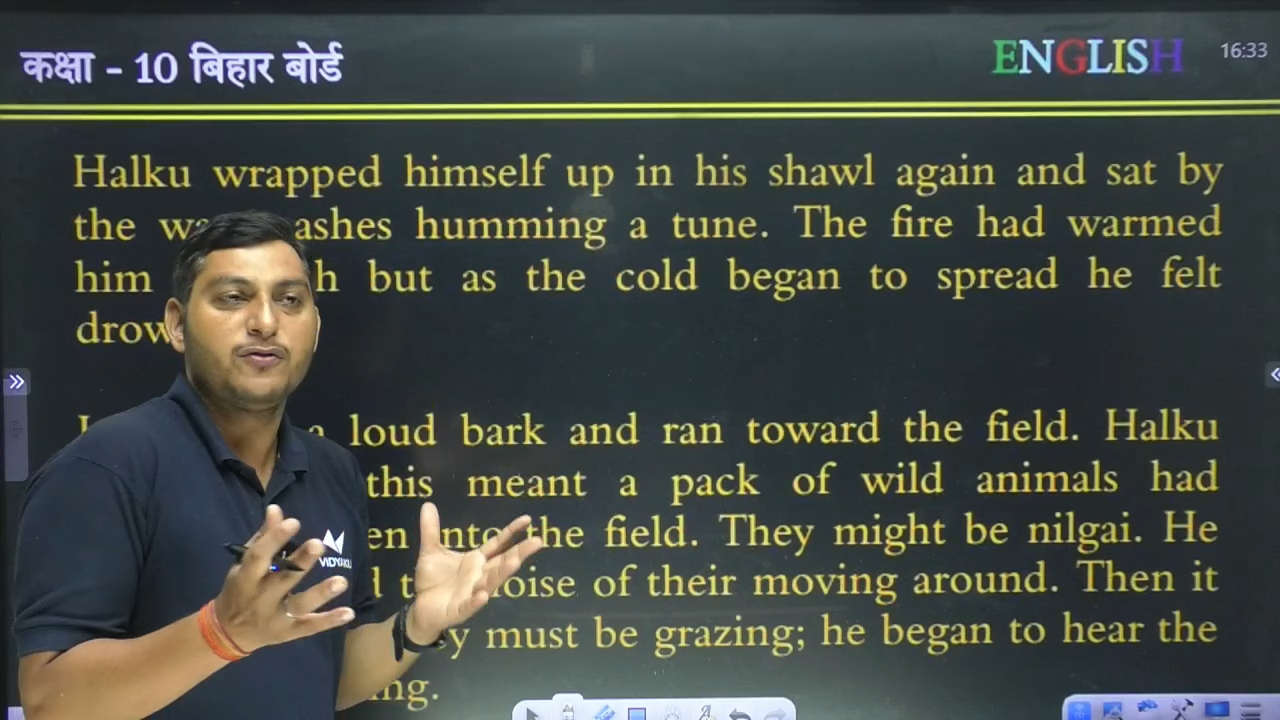 कक्षा - 10 बिहार बोर्ड
ENGLISH
16:33
Halku wrapped himself up in his shawl again and sat by
the ashes humming a tune. The fire had warmed
him but as the cold began to spread he felt
a loud bark and ran toward the field. Halku
this meant a pack of wild animals had
the field. They might be nilgai. He
of their moving around. Then it
must be grazing; he began to hear the